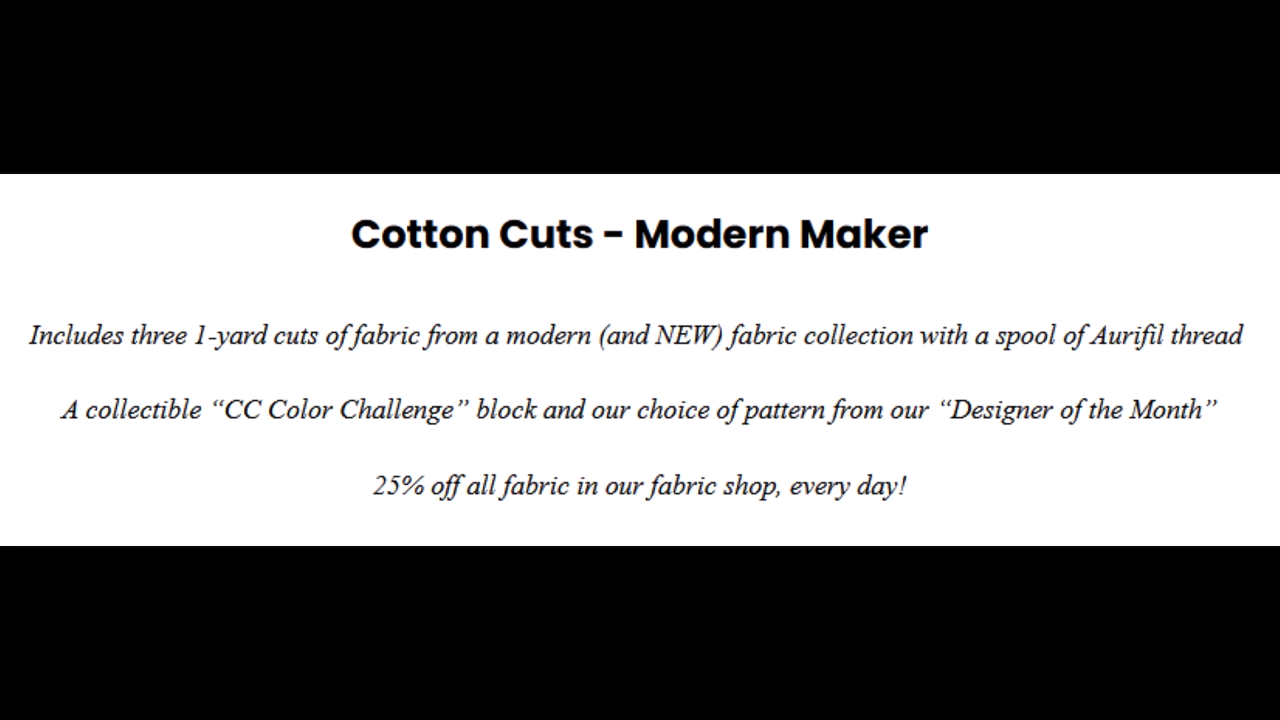 Cotton Cuts - Modern Maker
Includes three 1-yard cuts of fabric from a modern (and NEW) fabric collection with a spool of Aurifil thread
A collectible “CC Color Challenge” block and our choice of pattern from our “Designer of the Month”
25% off all fabric in our fabric shop, every day!